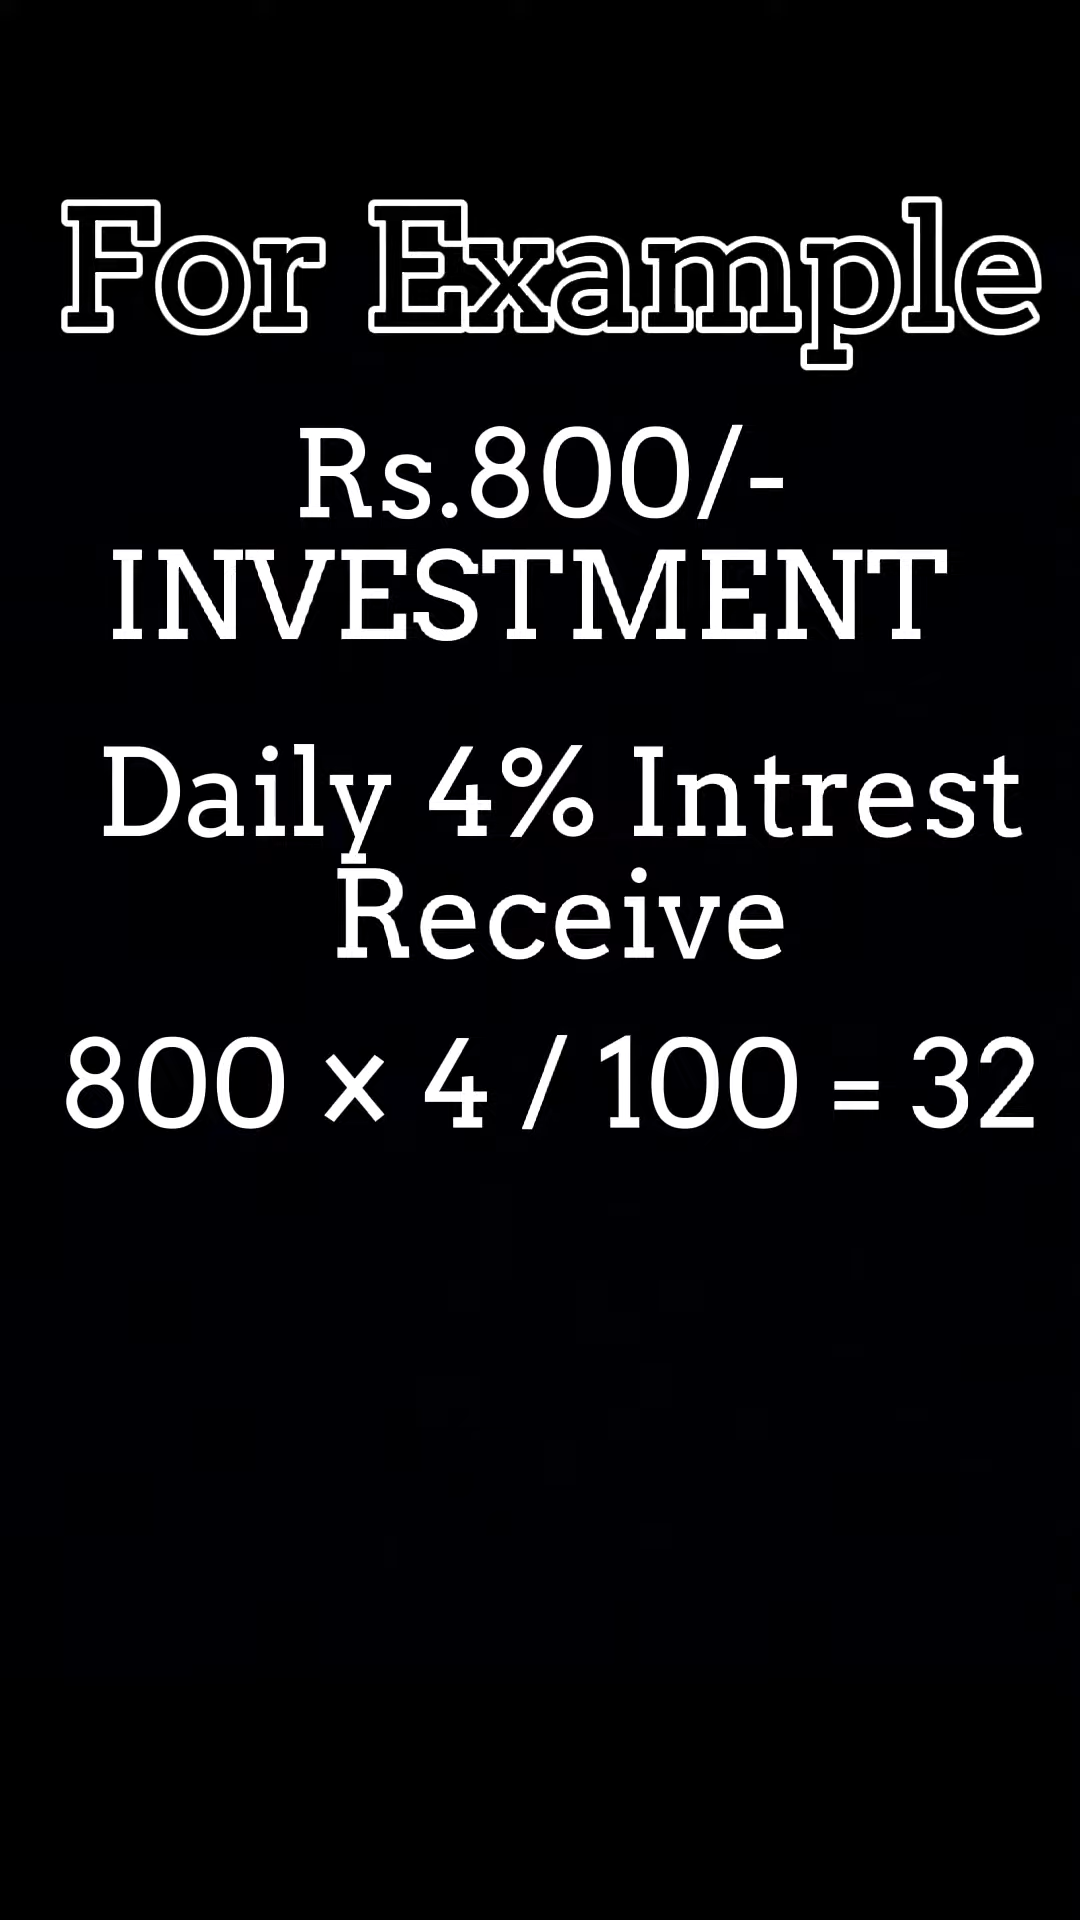 For Example
Rs.800/-
INVESTMENT
Daily 4% Intrest
Receive
800 × 4 / 100 = 32